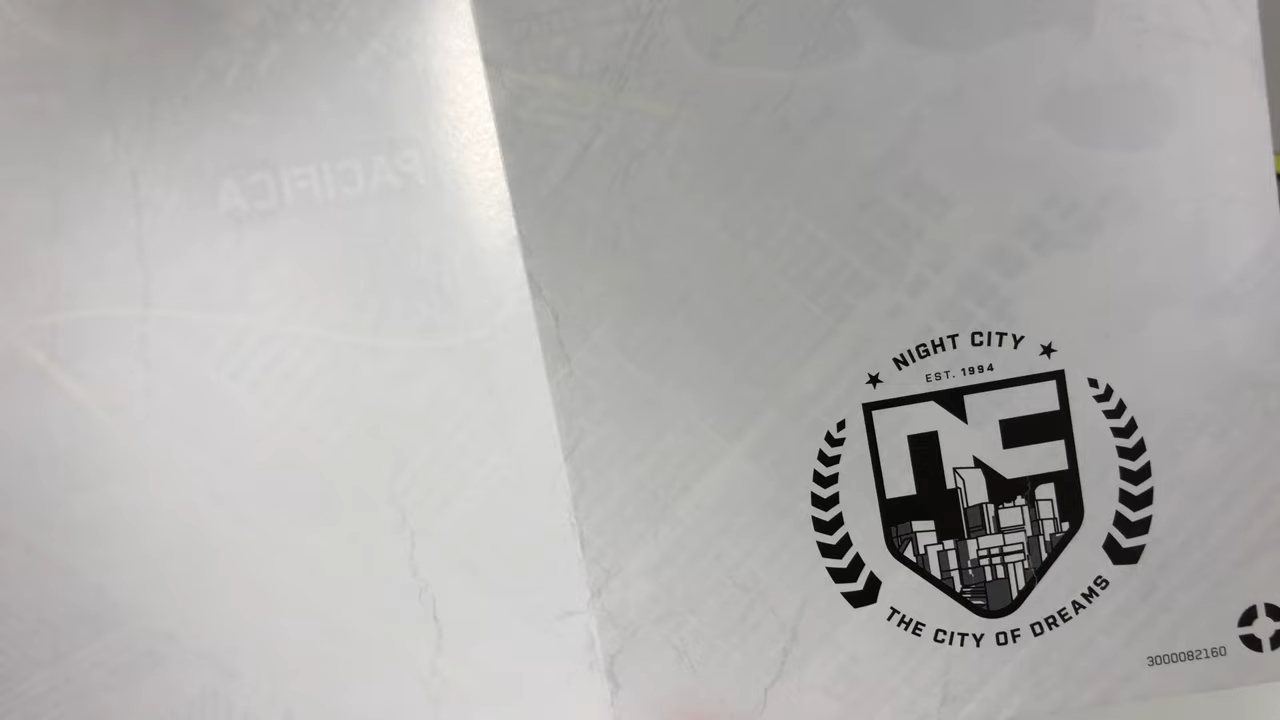 PACIFICA
NIGHT CITY
EST. 1994
NC
THE CITY OF DREAMS
3000082160